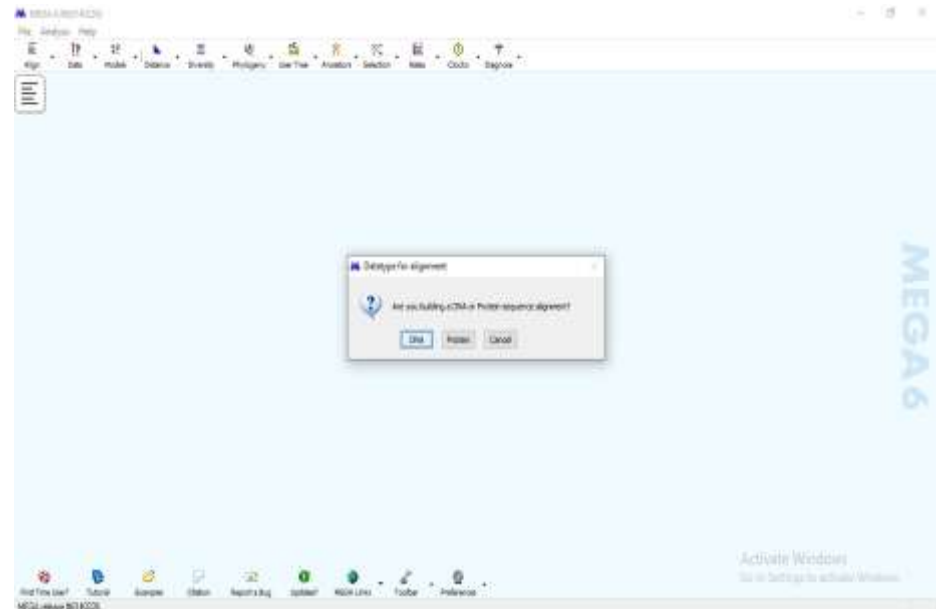 File Analysis Help
Align Data Models Distance Diversity Phylogeny User Tree Ancestors Selection Rates Clocks Diagnose
Datatype for alignment
Are you building a DNA or Protein sequence alignment?
DNA Protein Cancel
MEGA6
Activate Windows
Go to Settings to activate Windows.
First Time User? Tutorial Examples Citation Report a Bug Updates? MEGA Links Toolbar Preferences